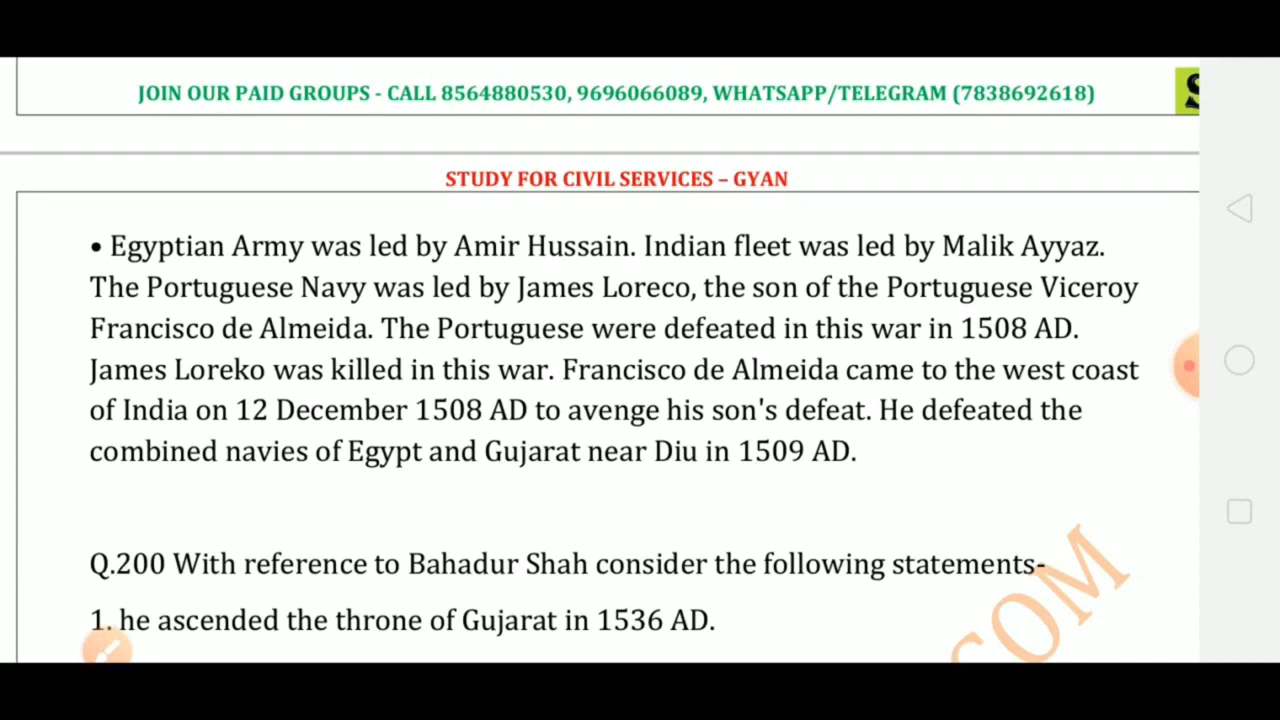 JOIN OUR PAID GROUPS - CALL 8564880530, 9696066089, WHATSAPP/TELEGRAM (7838692618)
S
STUDY FOR CIVIL SERVICES – GYAN
• Egyptian Army was led by Amir Hussain. Indian fleet was led by Malik Ayyaz.
The Portuguese Navy was led by James Loreco, the son of the Portuguese Viceroy
Francisco de Almeida. The Portuguese were defeated in this war in 1508 AD.
James Loreko was killed in this war. Francisco de Almeida came to the west coast
of India on 12 December 1508 AD to avenge his son's defeat. He defeated the
combined navies of Egypt and Gujarat near Diu in 1509 AD.
Q.200 With reference to Bahadur Shah consider the following statements-
1. he ascended the throne of Gujarat in 1536 AD.
.COM